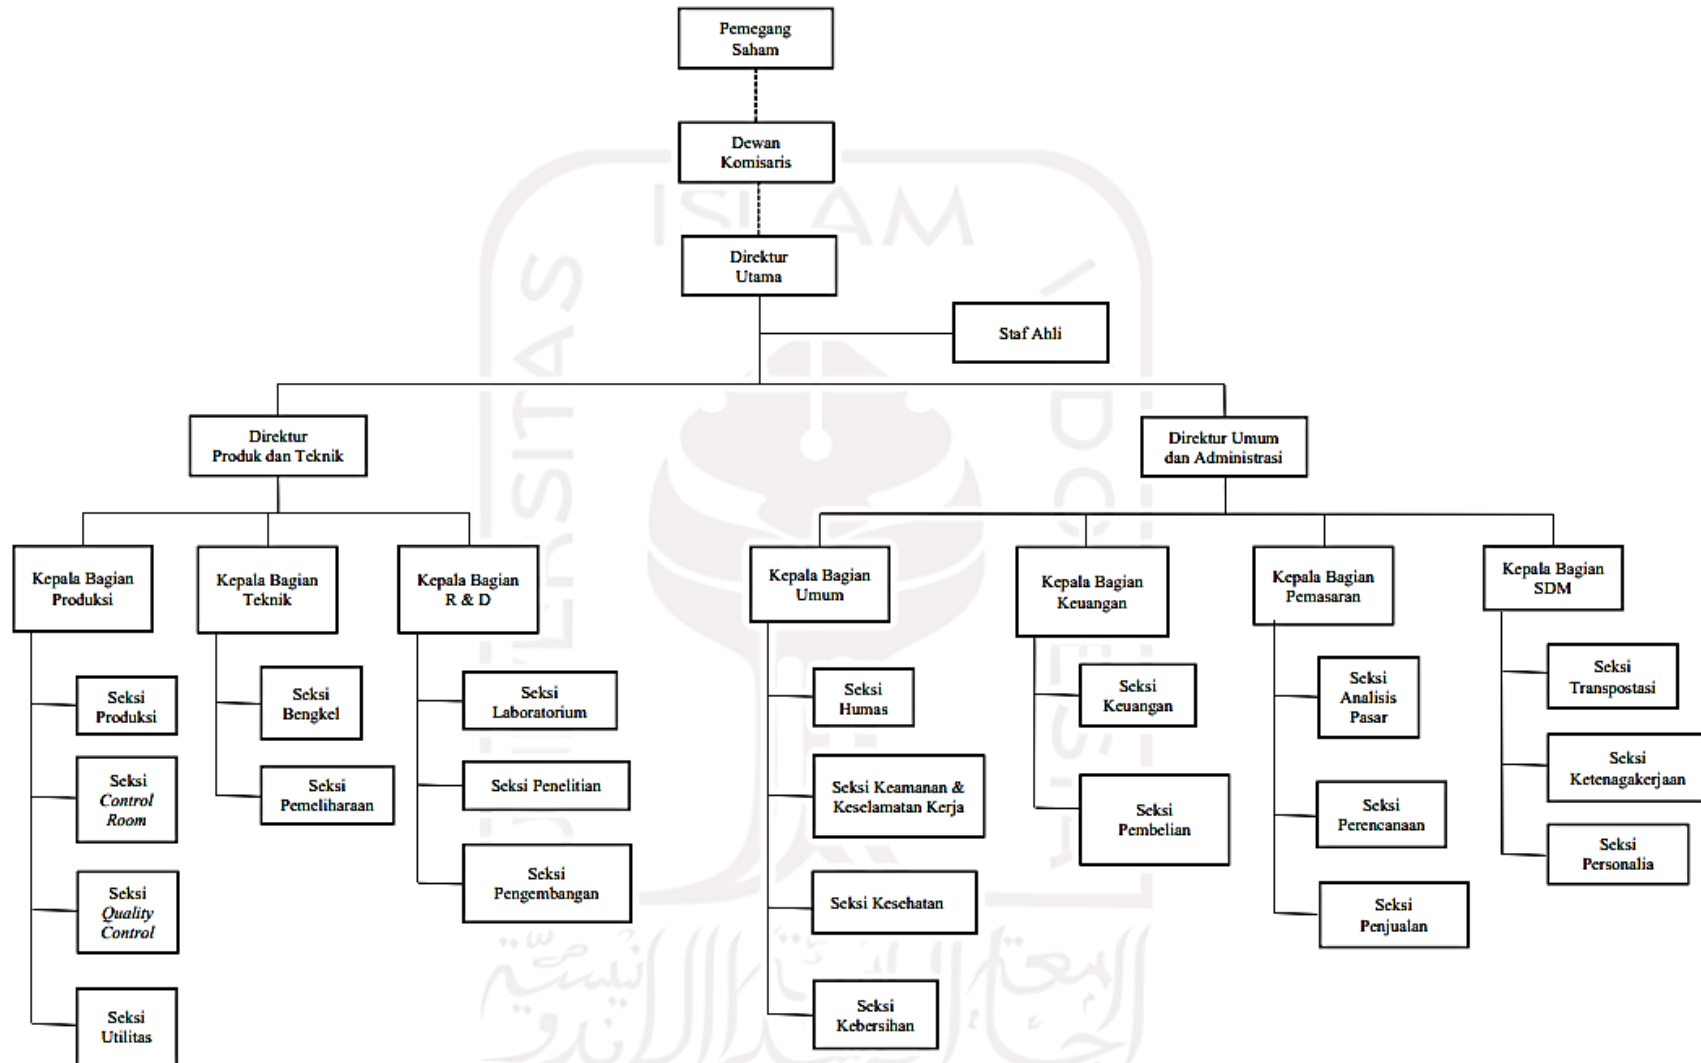 Pemegang
Saham
Dewan
Komisaris
Direktur
Utama
Staf Ahli
Direktur
Produk dan Teknik
Direktur Umum
dan Administrasi
Kepala Bagian
Produksi
Kepala Bagian
Teknik
Kepala Bagian
R & D
Kepala Bagian
Umum
Kepala Bagian
Keuangan
Kepala Bagian
Pemasaran
Kepala Bagian
SDM
Seksi
Produksi
Seksi
Control
Room
Seksi
Quality
Control
Seksi
Utilitas
Seksi
Bengkel
Seksi
Pemeliharaan
Seksi
Laboratorium
Seksi Penelitian
Seksi
Pengembangan
Seksi
Humas
Seksi Keamanan &
Keselamatan Kerja
Seksi Kesehatan
Seksi
Kebersihan
Seksi
Keuangan
Seksi
Pembelian
Seksi
Analisis
Pasar
Seksi
Perencanaan
Seksi
Penjualan
Seksi
Transpostasi
Seksi
Ketenagakerjaan
Seksi
Personalia
ISLAM